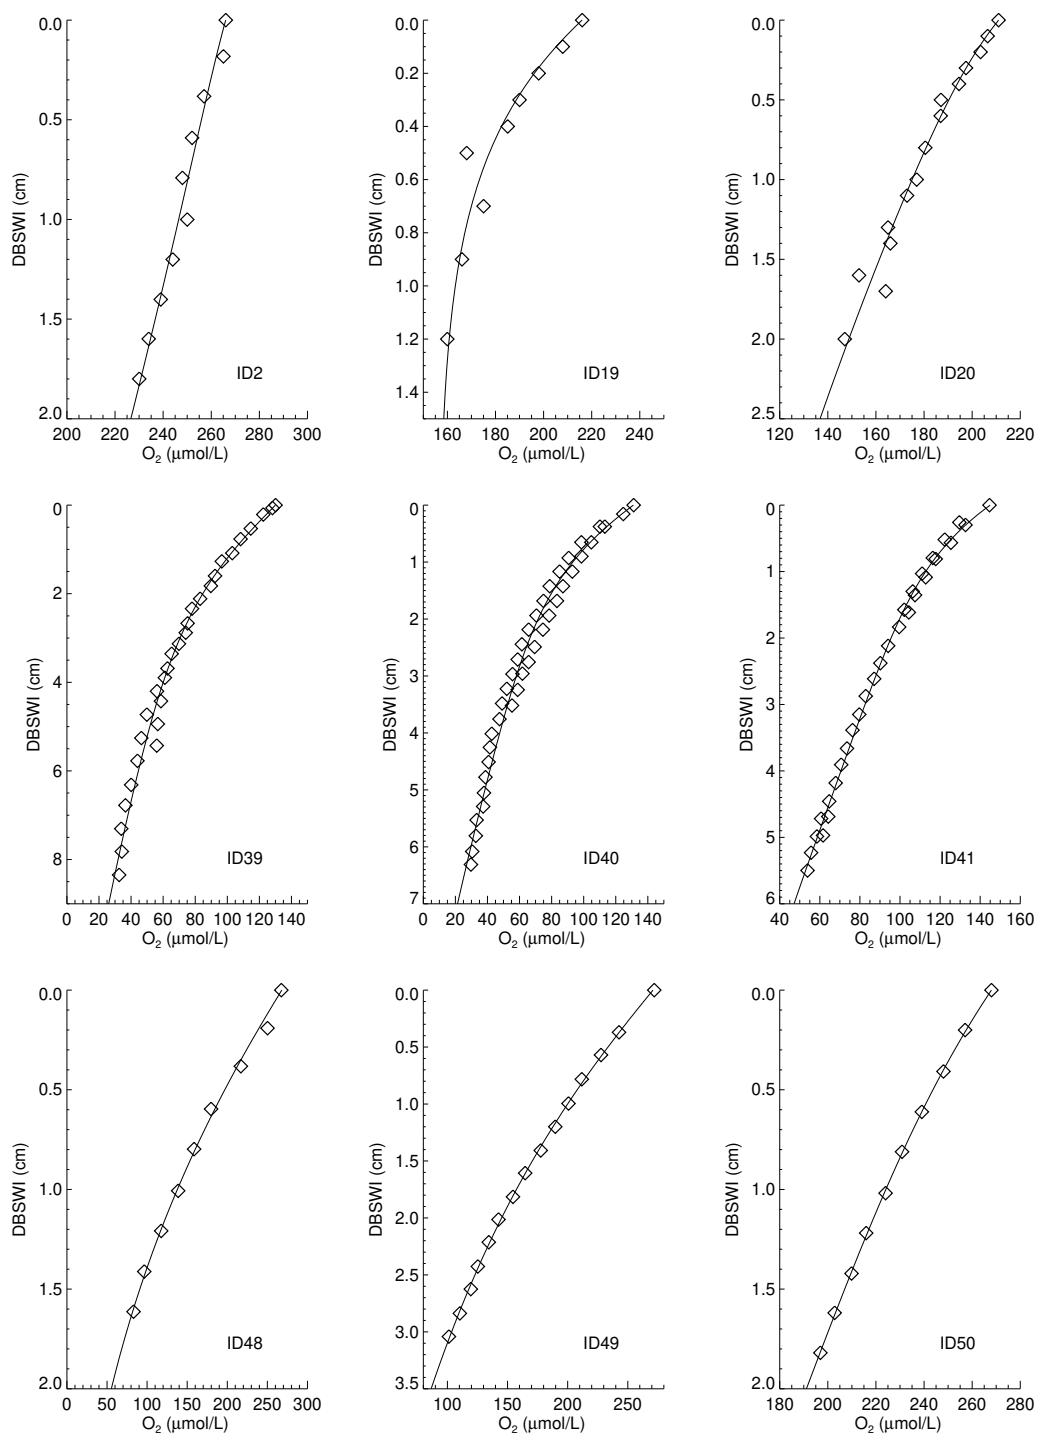 0.0
0.5
1.0
1.5
2.0
DBSWI (cm)
ID2
200 220 240 260 280 300
O2 (μmol/L)
0.0
0.2
0.4
0.6
0.8
1.0
1.2
1.4
DBSWI (cm)
ID19
160 180 200 220 240
O2 (μmol/L)
0.0
0.5
1.0
1.5
2.0
2.5
DBSWI (cm)
ID20
120 140 160 180 200 220
O2 (μmol/L)
0
2
4
6
8
DBSWI (cm)
ID39
0 20 40 60 80 100 120 140
O2 (μmol/L)
0
1
2
3
4
5
6
7
DBSWI (cm)
ID40
0 20 40 60 80 100 120 140
O2 (μmol/L)
0
1
2
3
4
5
6
DBSWI (cm)
ID41
40 60 80 100 120 140 160
O2 (μmol/L)
0.0
0.5
1.0
1.5
2.0
DBSWI (cm)
ID48
0 50 100 150 200 250 300
O2 (μmol/L)
0.0
0.5
1.0
1.5
2.0
2.5
3.0
3.5
DBSWI (cm)
ID49
100 150 200 250
O2 (μmol/L)
0.0
0.5
1.0
1.5
2.0
DBSWI (cm)
ID50
180 200 220 240 260 280
O2 (μmol/L)